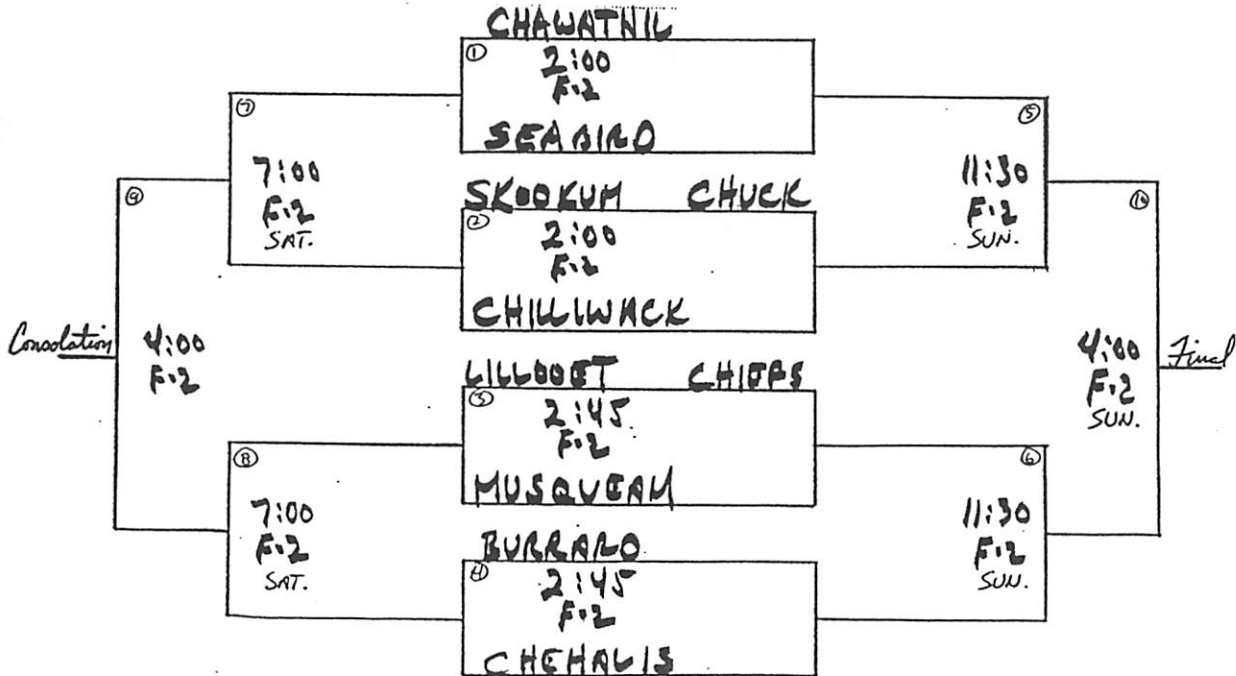 CHAWATHIL
① 2:00
F.2
SEABIRD
⑦
7:00
F.2
SAT.
⑤
11:30
F.2
SUN.
SKOOKUM CHUCK
② 2:00
F.2
CHILLIWACK
⑨
4:00
F.2
Consolation
⑩
4:00
F.2
SUN.
Final
LILLOOET CHIEFS
③ 2:45
F.2
MUSQUEAM
⑧
7:00
F.2
SAT.
⑥
11:30
F.2
SUN.
BURRARD
④ 2:45
F.2
CHEHALIS